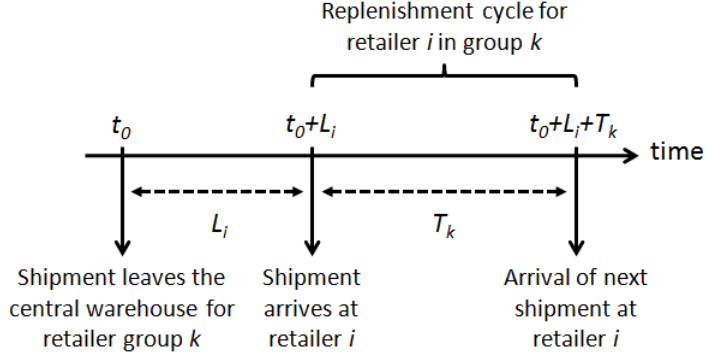 Replenishment cycle for
retailer i in group k
t₀
t₀+Lᵢ
t₀+Lᵢ+Tₖ
time
Lᵢ
Tₖ
Shipment leaves the
central warehouse for
retailer group k
Shipment
arrives at
retailer i
Arrival of next
shipment at
retailer i